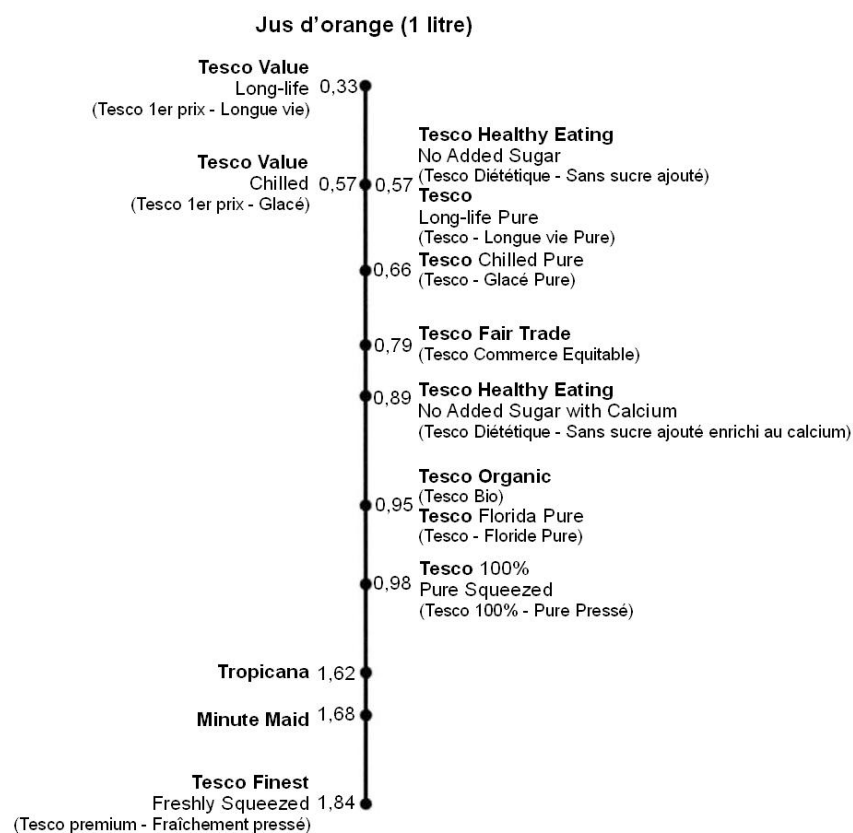 Jus d’orange (1 litre)
Tesco Value
Long-life
(Tesco 1er prix - Longue vie)
0,33
Tesco Value
Chilled
(Tesco 1er prix - Glacé)
0,57
0,57
Tesco Healthy Eating
No Added Sugar
(Tesco Diététique - Sans sucre ajouté)
Tesco
Long-life Pure
(Tesco - Longue vie Pure)
0,66
Tesco Chilled Pure
(Tesco - Glacé Pure)
0,79
Tesco Fair Trade
(Tesco Commerce Equitable)
0,89
Tesco Healthy Eating
No Added Sugar with Calcium
(Tesco Diététique - Sans sucre ajouté enrichi au calcium)
0,95
Tesco Organic
(Tesco Bio)
Tesco Florida Pure
(Tesco - Floride Pure)
0,98
Tesco 100%
Pure Squeezed
(Tesco 100% - Pure Pressé)
Tropicana 1,62
Minute Maid 1,68
Tesco Finest
Freshly Squeezed 1,84
(Tesco premium - Fraîchement pressé)